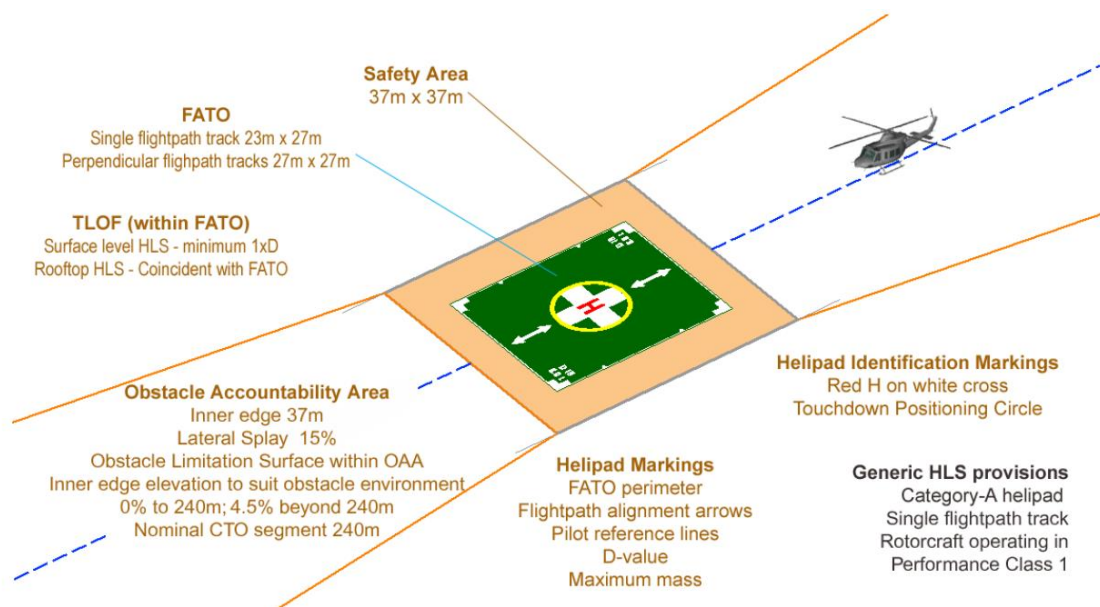 Safety Area
37m x 37m
FATO
Single flightpath track 23m x 27m
Perpendicular flighpath tracks 27m x 27m
TLOF (within FATO)
Surface level HLS - minimum 1xD
Rooftop HLS - Coincident with FATO
H
Obstacle Accountability Area
Inner edge 37m
Lateral Splay 15%
Obstacle Limitation Surface within OAA
Inner edge elevation to suit obstacle environment
0% to 240m; 4.5% beyond 240m
Nominal CTO segment 240m
Helipad Identification Markings
Red H on white cross
Touchdown Positioning Circle
Helipad Markings
FATO perimeter
Flightpath alignment arrows
Pilot reference lines
D-value
Maximum mass
Generic HLS provisions
Category-A helipad
Single flightpath track
Rotorcraft operating in
Performance Class 1